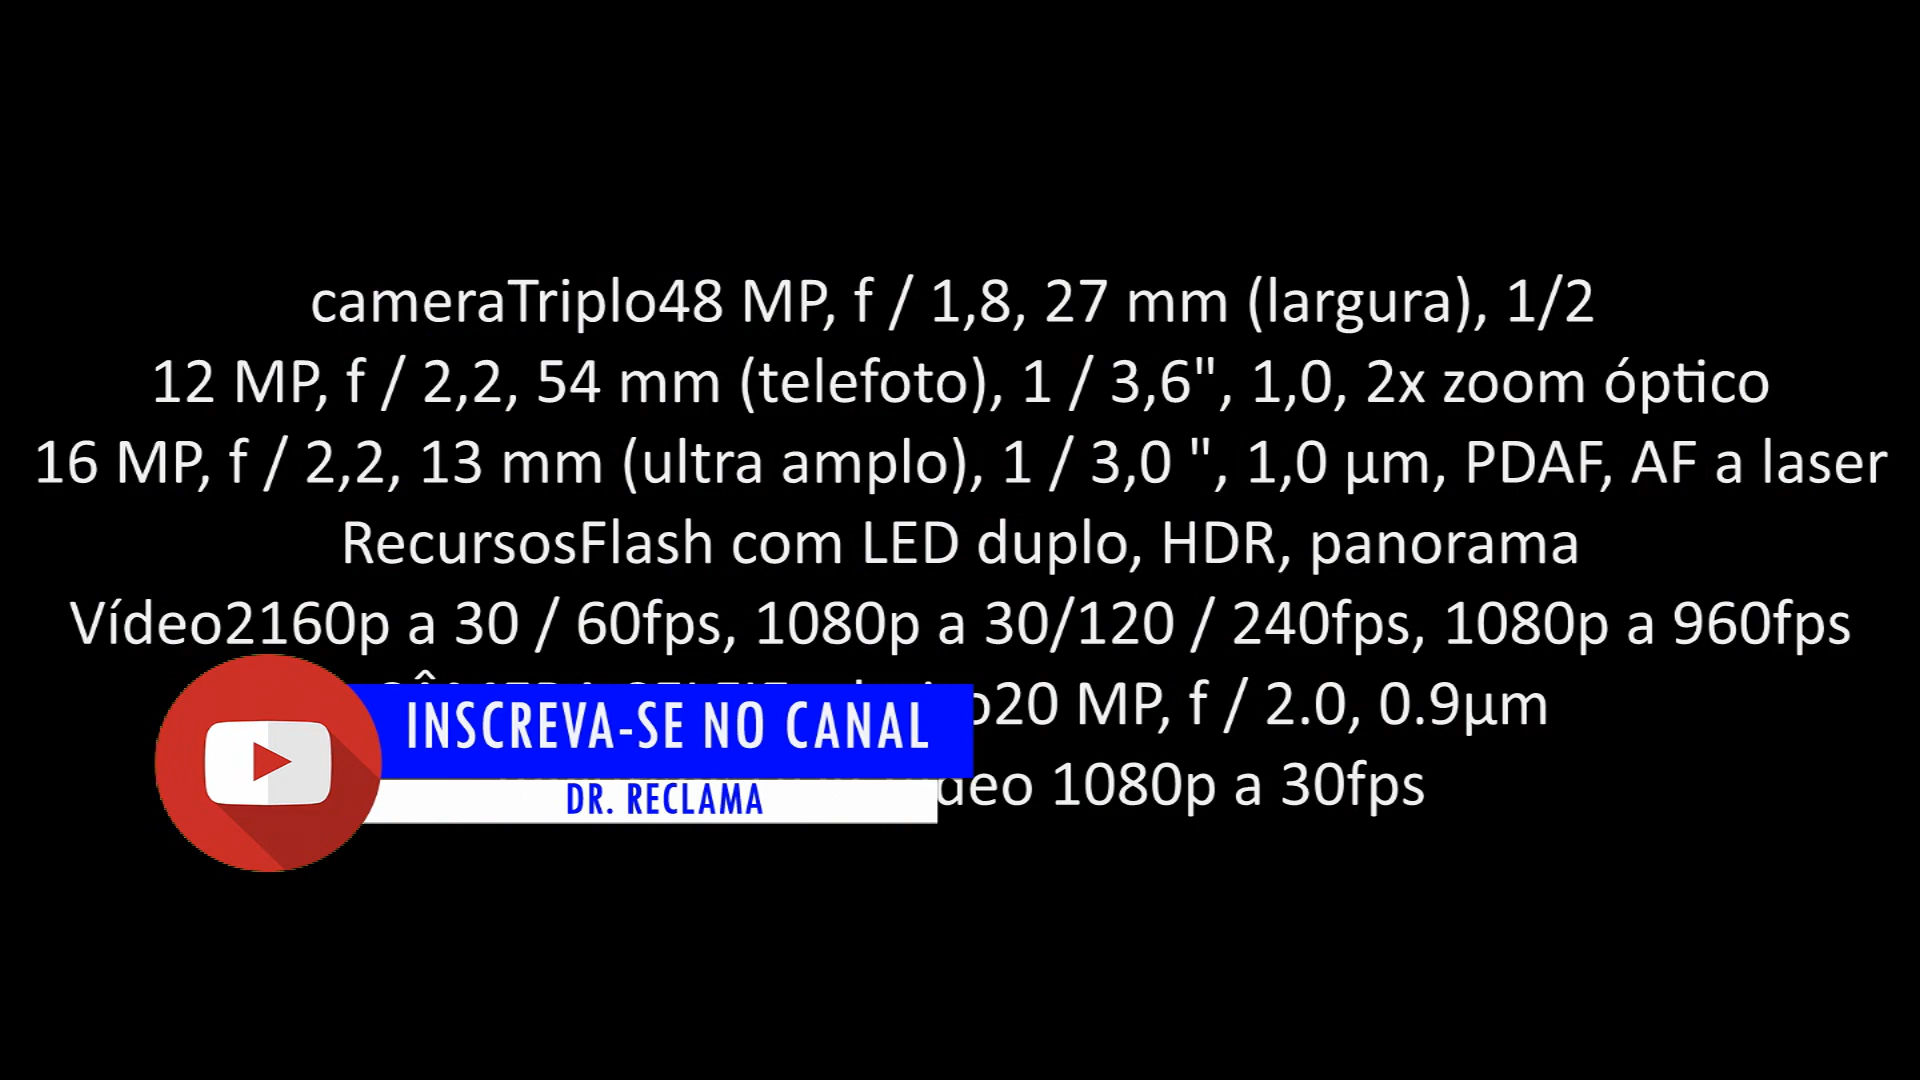 cameraTriplo48 MP, f / 1,8, 27 mm (largura), 1/2
12 MP, f / 2,2, 54 mm (telefoto), 1 / 3,6", 1,0, 2x zoom óptico
16 MP, f / 2,2, 13 mm (ultra amplo), 1 / 3,0 ", 1,0 µm, PDAF, AF a laser
RecursosFlash com LED duplo, HDR, panorama
Vídeo2160p a 30 / 60fps, 1080p a 30/120 / 240fps, 1080p a 960fps
20 MP, f / 2.0, 0.9µm
INSCREVA-SE NO CANAL
1080p a 30fps
DR. RECLAMA